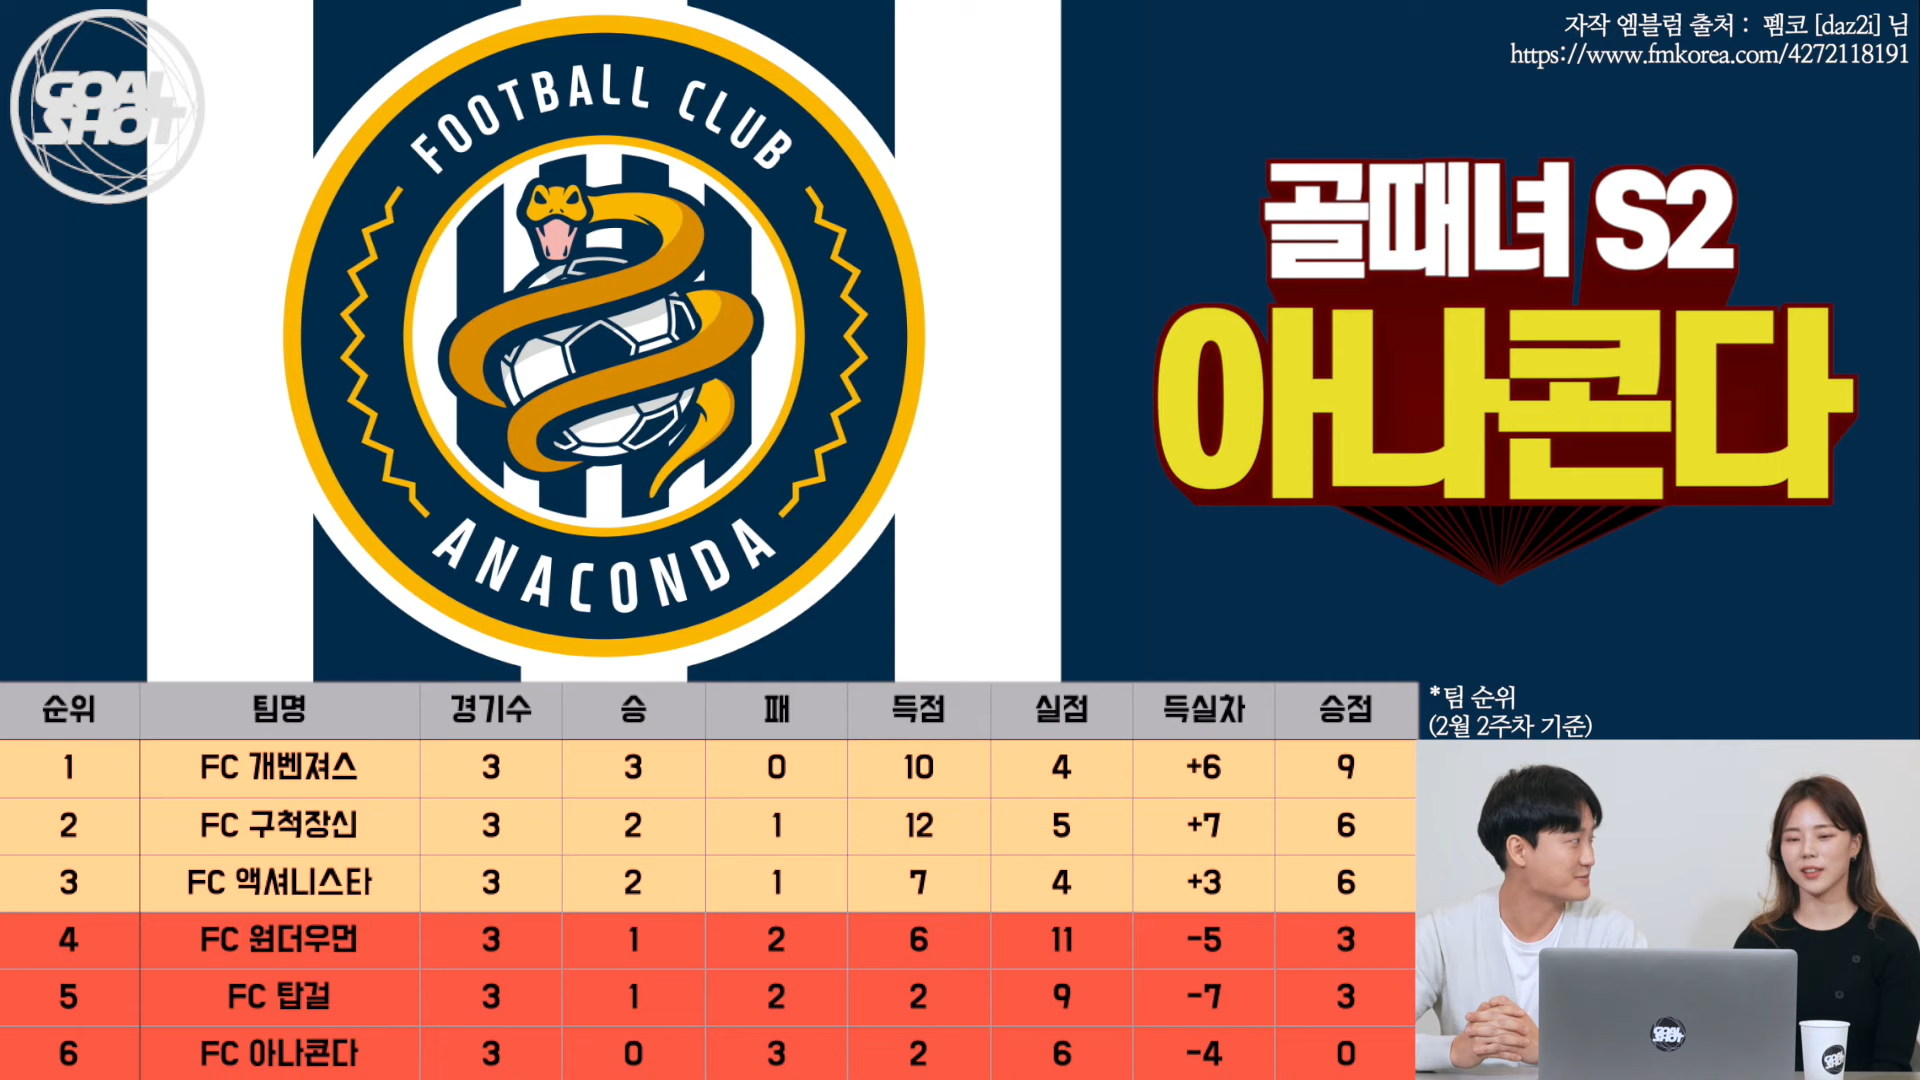 GOAL
SHOT
자작 엠블럼 출처 : 펨코 [daz2i] 님
https://www.fmkorea.com/4272118191
FOOTBALL CLUB
ANACONDA
골때녀 S2
아나콘다
순위 팀명 경기수 승 패 득점 실점 득실차 승점
1 FC 개벤져스 3 3 0 10 4 +6 9
2 FC 구척장신 3 2 1 12 5 +7 6
3 FC 액셔니스타 3 2 1 7 4 +3 6
4 FC 원더우먼 3 1 2 6 11 -5 3
5 FC 탑걸 3 1 2 2 9 -7 3
6 FC 아나콘다 3 0 3 2 6 -4 0
*팀 순위
(2월 2주차 기준)
GOAL
SHOT
GOAL
SHOT